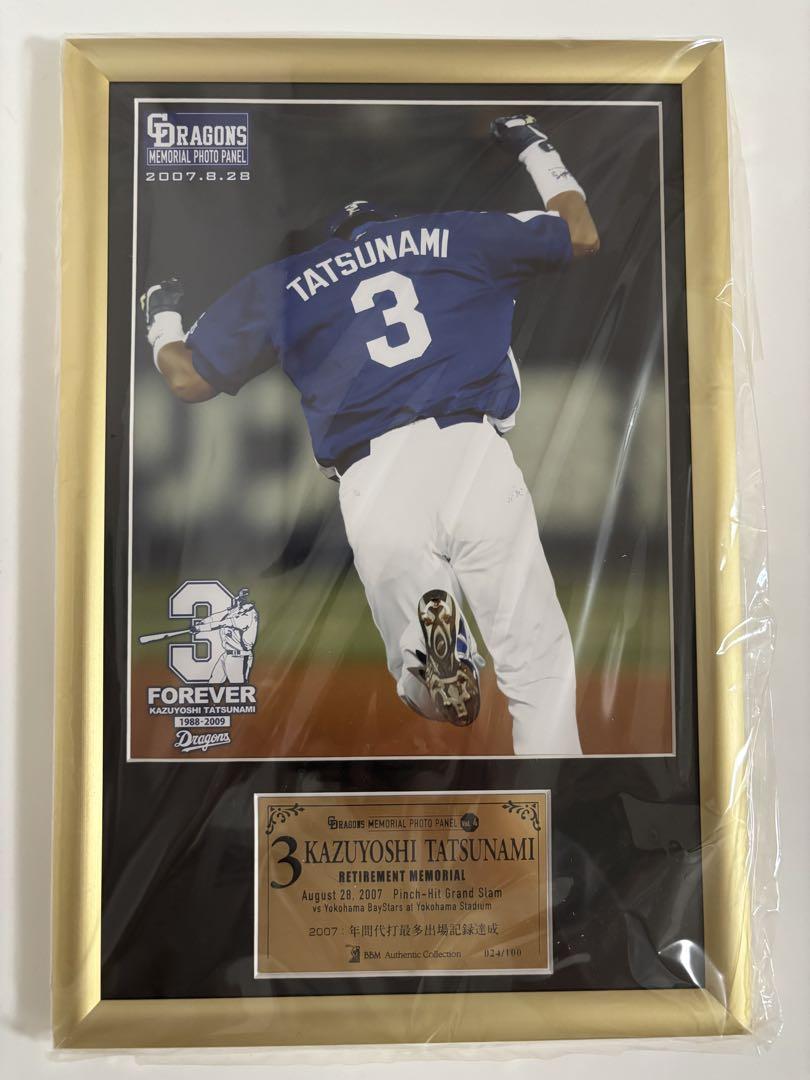 CDRAGONS
MEMORIAL PHOTO PANEL
2007.8.28
TATSUNAMI
3
3
FOREVER
KAZUYOSHI TATSUNAMI
1988-2009
Dragons
CDRAGONS MEMORIAL PHOTO PANEL Vol. 4
3 KAZUYOSHI TATSUNAMI
RETIREMENT MEMORIAL
August 28, 2007 Pinch-Hit Grand Slam
vs Yokohama BayStars at Yokohama Stadium
2007:年間代打最多出場記録達成
BBM Authentic Collection 024/100